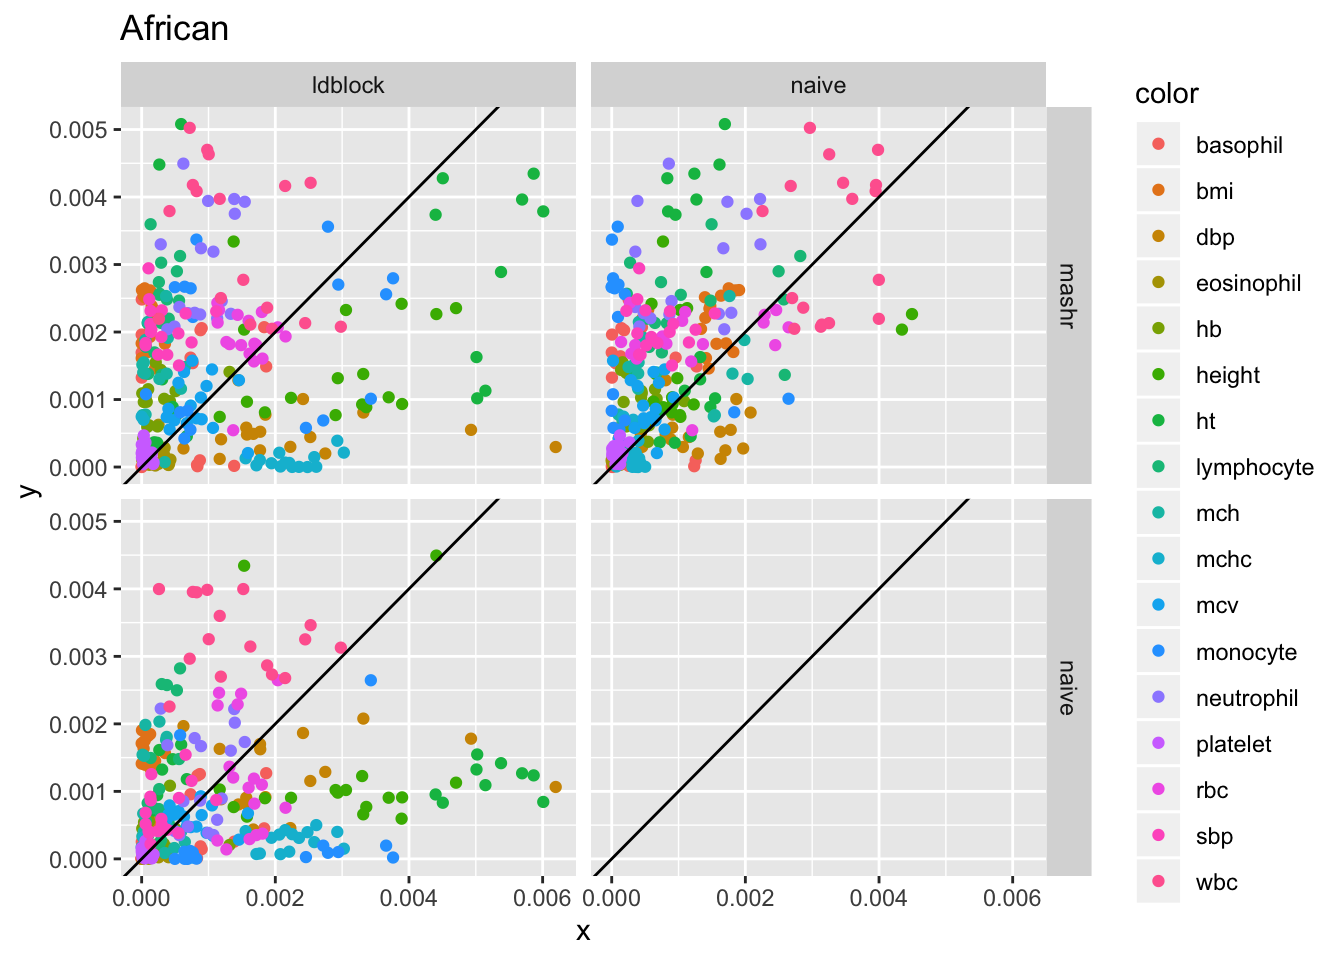 African
ldblock
naive
color
0.005
0.004
0.003
0.002
0.001
0.000
mashr
y
0.005
0.004
0.003
0.002
0.001
0.000
naive
0.000
0.002
0.004
0.006
0.000
0.002
0.004
0.006
x
basophil
bmi
dbp
eosinophil
hb
height
ht
lymphocyte
mch
mchc
mcv
monocyte
neutrophil
platelet
rbc
sbp
wbc